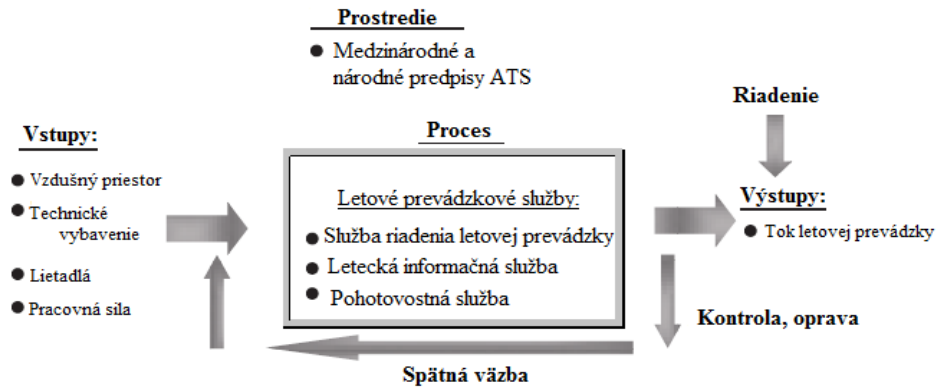 Prostredie
Medzinárodné a
národné predpisy ATS
Riadenie
Vstupy:
Proces
Vzdušný priestor
Technické
vybavenie
Lietadlá
Pracovná sila
Letové prevádzkové služby:
Služba riadenia letovej prevádzky
Letecká informačná služba
Pohotovostná služba
Výstupy:
Tok letovej prevádzky
Kontrola, oprava
Spätná väzba